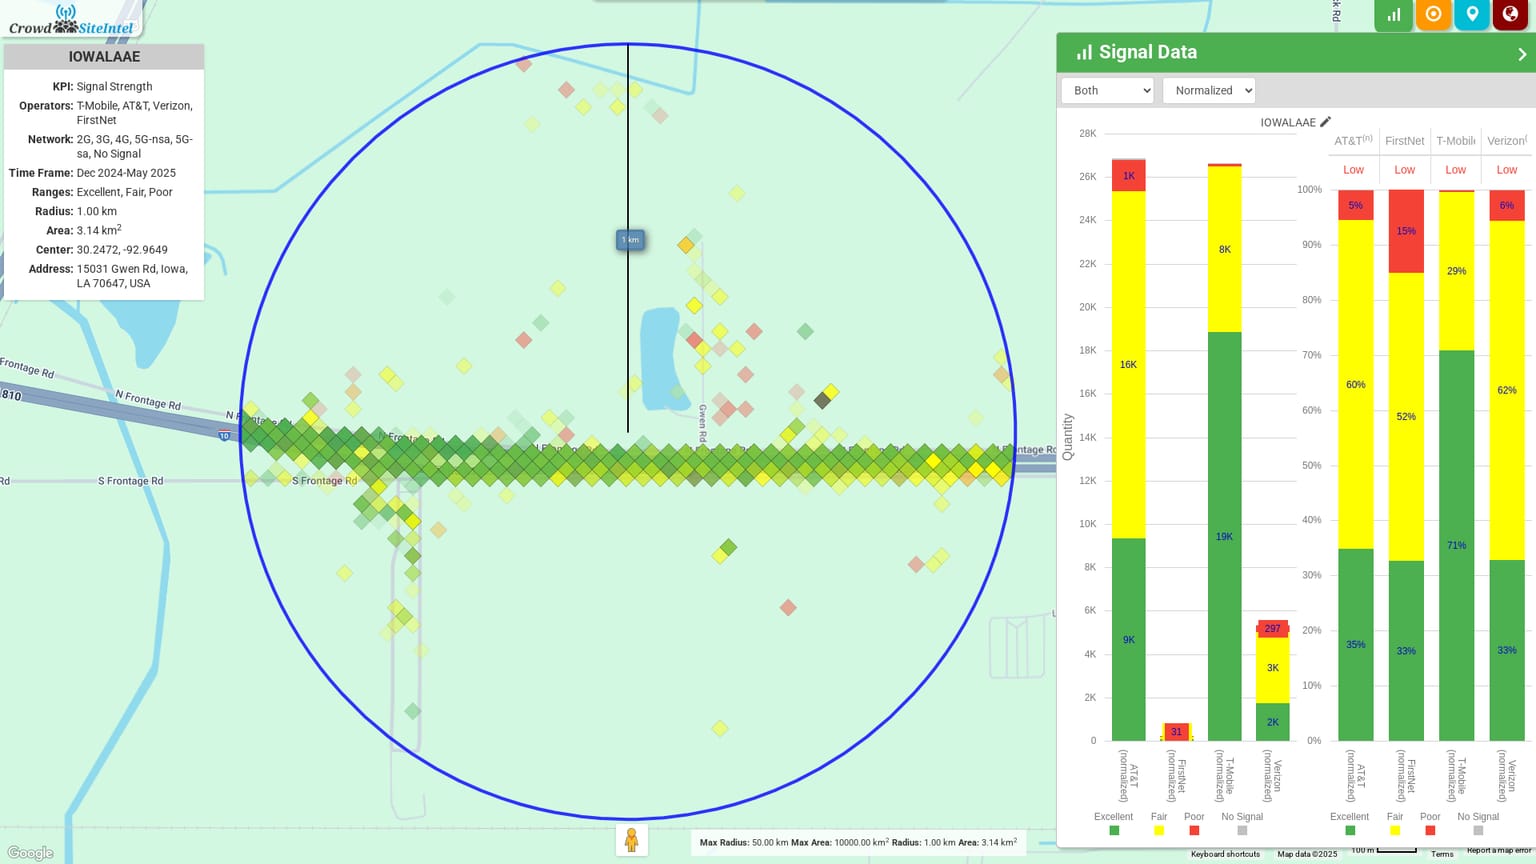 Crowd SiteIntel
IOWALAAE
KPI: Signal Strength
Operators: T-Mobile, AT&T, Verizon,
FirstNet
Network: 2G, 3G, 4G, 5G-nsa, 5G-
sa, No Signal
Time Frame: Dec 2024-May 2025
Ranges: Excellent, Fair, Poor
Radius: 1.00 km
Area: 3.14 km²
Center: 30.2472, -92.9649
Address: 15031 Gwen Rd, Iowa,
LA 70647, USA
1 km
Frontage Rd
810
N Frontage Rd
10
N Frontage Rd
Gwen Rd
Frontage Rd
Rd
S Frontage Rd
S Frontage Rd
Rd
Signal Data
Both
Normalized
IOWALAAE
Quantity
28K
26K
24K
22K
20K
18K
16K
14K
12K
10K
8K
6K
4K
2K
0
1K
16K
9K
31
8K
19K
297
3K
2K
AT&T
(normalized)
FirstNet
(normalized)
T-Mobile
(normalized)
Verizon
(normalized)
Excellent Fair Poor No Signal
AT&T(n) FirstNet T-Mobil Verizon(
Low Low Low Low
100%
90%
80%
70%
60%
50%
40%
30%
20%
10%
0%
5%
60%
35%
15%
52%
33%
29%
71%
6%
62%
33%
AT&T
(normalized)
FirstNet
(normalized)
T-Mobile
(normalized)
Verizon
(normalized)
Excellent Fair Poor No Signal
Max Radius: 50.00 km Max Area: 10000.00 km² Radius: 1.00 km Area: 3.14 km²
Google
Keyboard shortcuts Map data ©2025 100 m Terms Report a map error